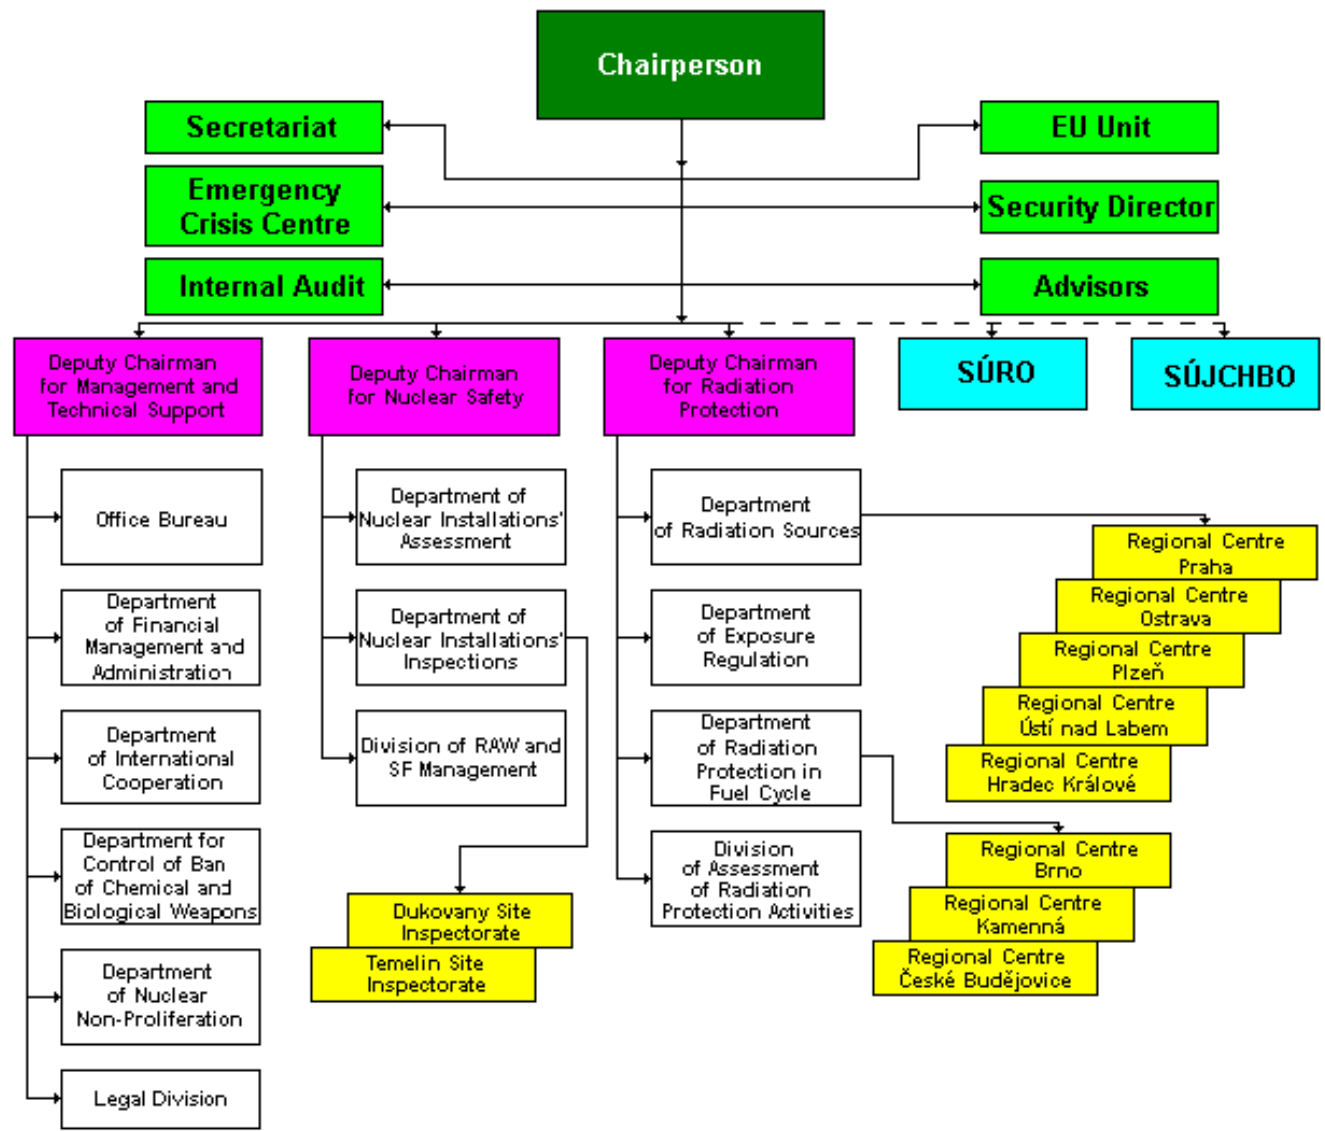 Chairperson
Secretariat
EU Unit
Emergency
Crisis Centre
Security Director
Internal Audit
Advisors
Deputy Chairman
for Management and
Technical Support
Deputy Chairman
for Nuclear Safety
Deputy Chairman
for Radiation
Protection
SÚRO
SÚJCHBO
Office Bureau
Department
of Financial
Management and
Administration
Department
of International
Cooperation
Department for
Control of Ban
of Chemical and
Biological Weapons
Department
of Nuclear
Non-Proliferation
Legal Division
Department of
Nuclear Installations'
Assessment
Department of
Nuclear Installations'
Inspections
Division of RAW and
SF Management
Dukovany Site
Inspectorate
Temelin Site
Inspectorate
Department
of Radiation Sources
Department
of Exposure
Regulation
Department
of Radiation
Protection in
Fuel Cycle
Division
of Assessment
of Radiation
Protection Activities
Regional Centre
Praha
Regional Centre
Ostrava
Regional Centre
Plzeň
Regional Centre
Ústí nad Labem
Regional Centre
Hradec Králové
Regional Centre
Brno
Regional Centre
Kamenná
Regional Centre
České Budějovice